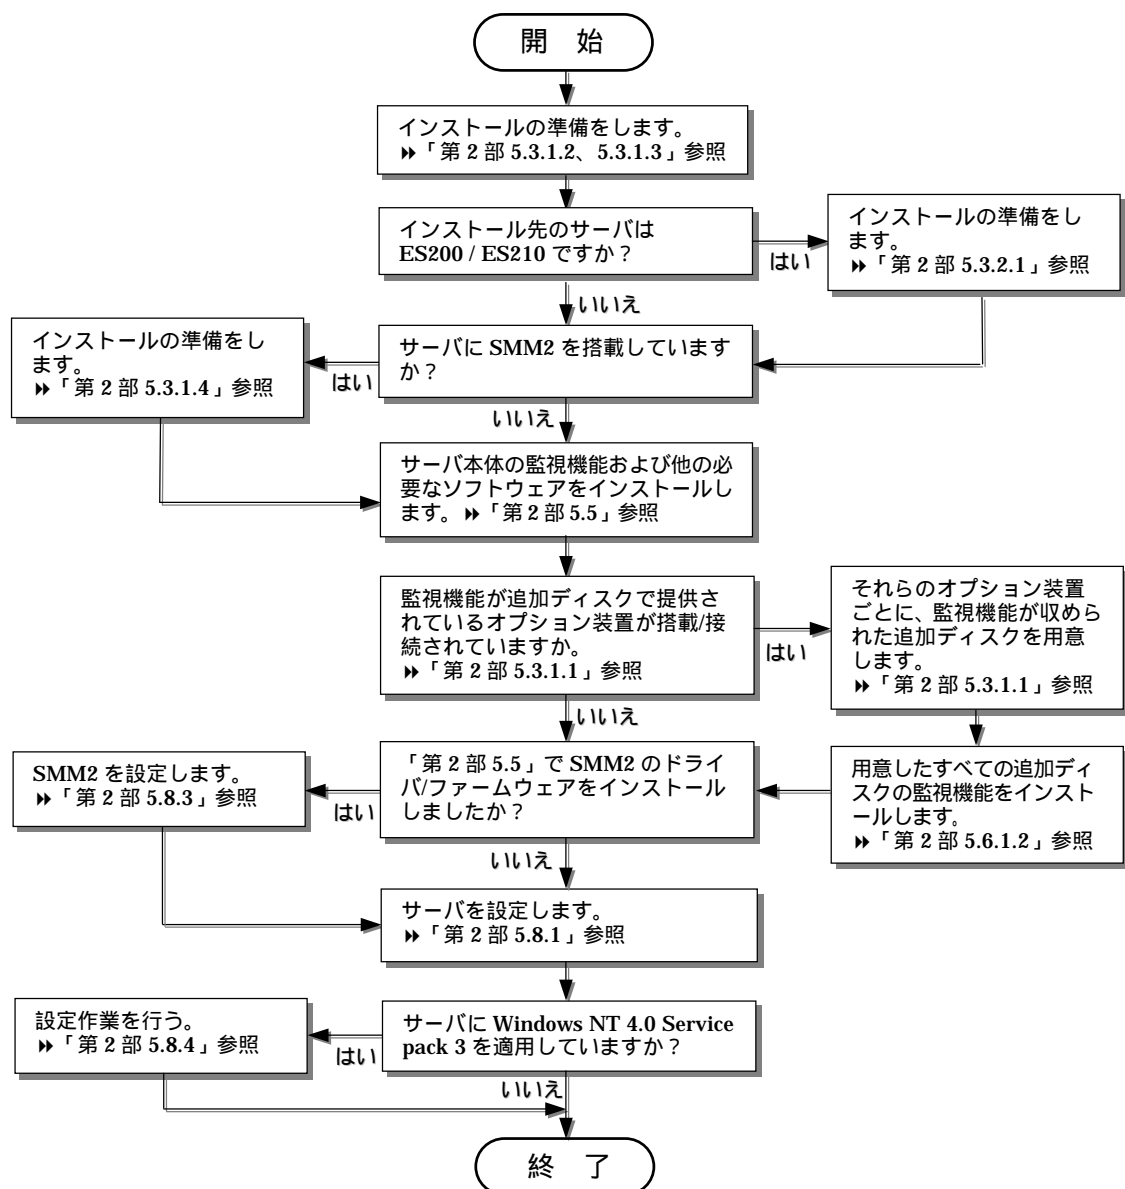 開 始
インストールの準備をします。
「第 2 部 5.3.1.2、5.3.1.3」参照
インストール先のサーバは
ES200 / ES210 ですか？
はい
インストールの準備をし
ます。
「第 2 部 5.3.2.1」参照
いいえ
サーバに SMM2 を搭載しています
か？
はい
インストールの準備をし
ます。
「第 2 部 5.3.1.4」参照
いいえ
サーバ本体の監視機能および他の必
要なソフトウェアをインストールし
ます。「第 2 部 5.5」参照
監視機能が追加ディスクで提供さ
れているオプション装置が搭載/接
続されていますか。
「第 2 部 5.3.1.1」参照
はい
それらのオプション装置
ごとに、監視機能が収めら
れた追加ディスクを用意
します。
「第 2 部 5.3.1.1」参照
いいえ
用意したすべての追加ディ
スクの監視機能をインスト
ールします。
「第 2 部 5.6.1.2」参照
「第 2 部 5.5」で SMM2 のドライ
バ/ファームウェアをインストール
しましたか？
はい
SMM2 を設定します。
「第 2 部 5.8.3」参照
いいえ
サーバを設定します。
「第 2 部 5.8.1」参照
サーバに Windows NT 4.0 Service
pack 3 を適用していますか？
はい
設定作業を行う。
「第 2 部 5.8.4」参照
いいえ
終 了